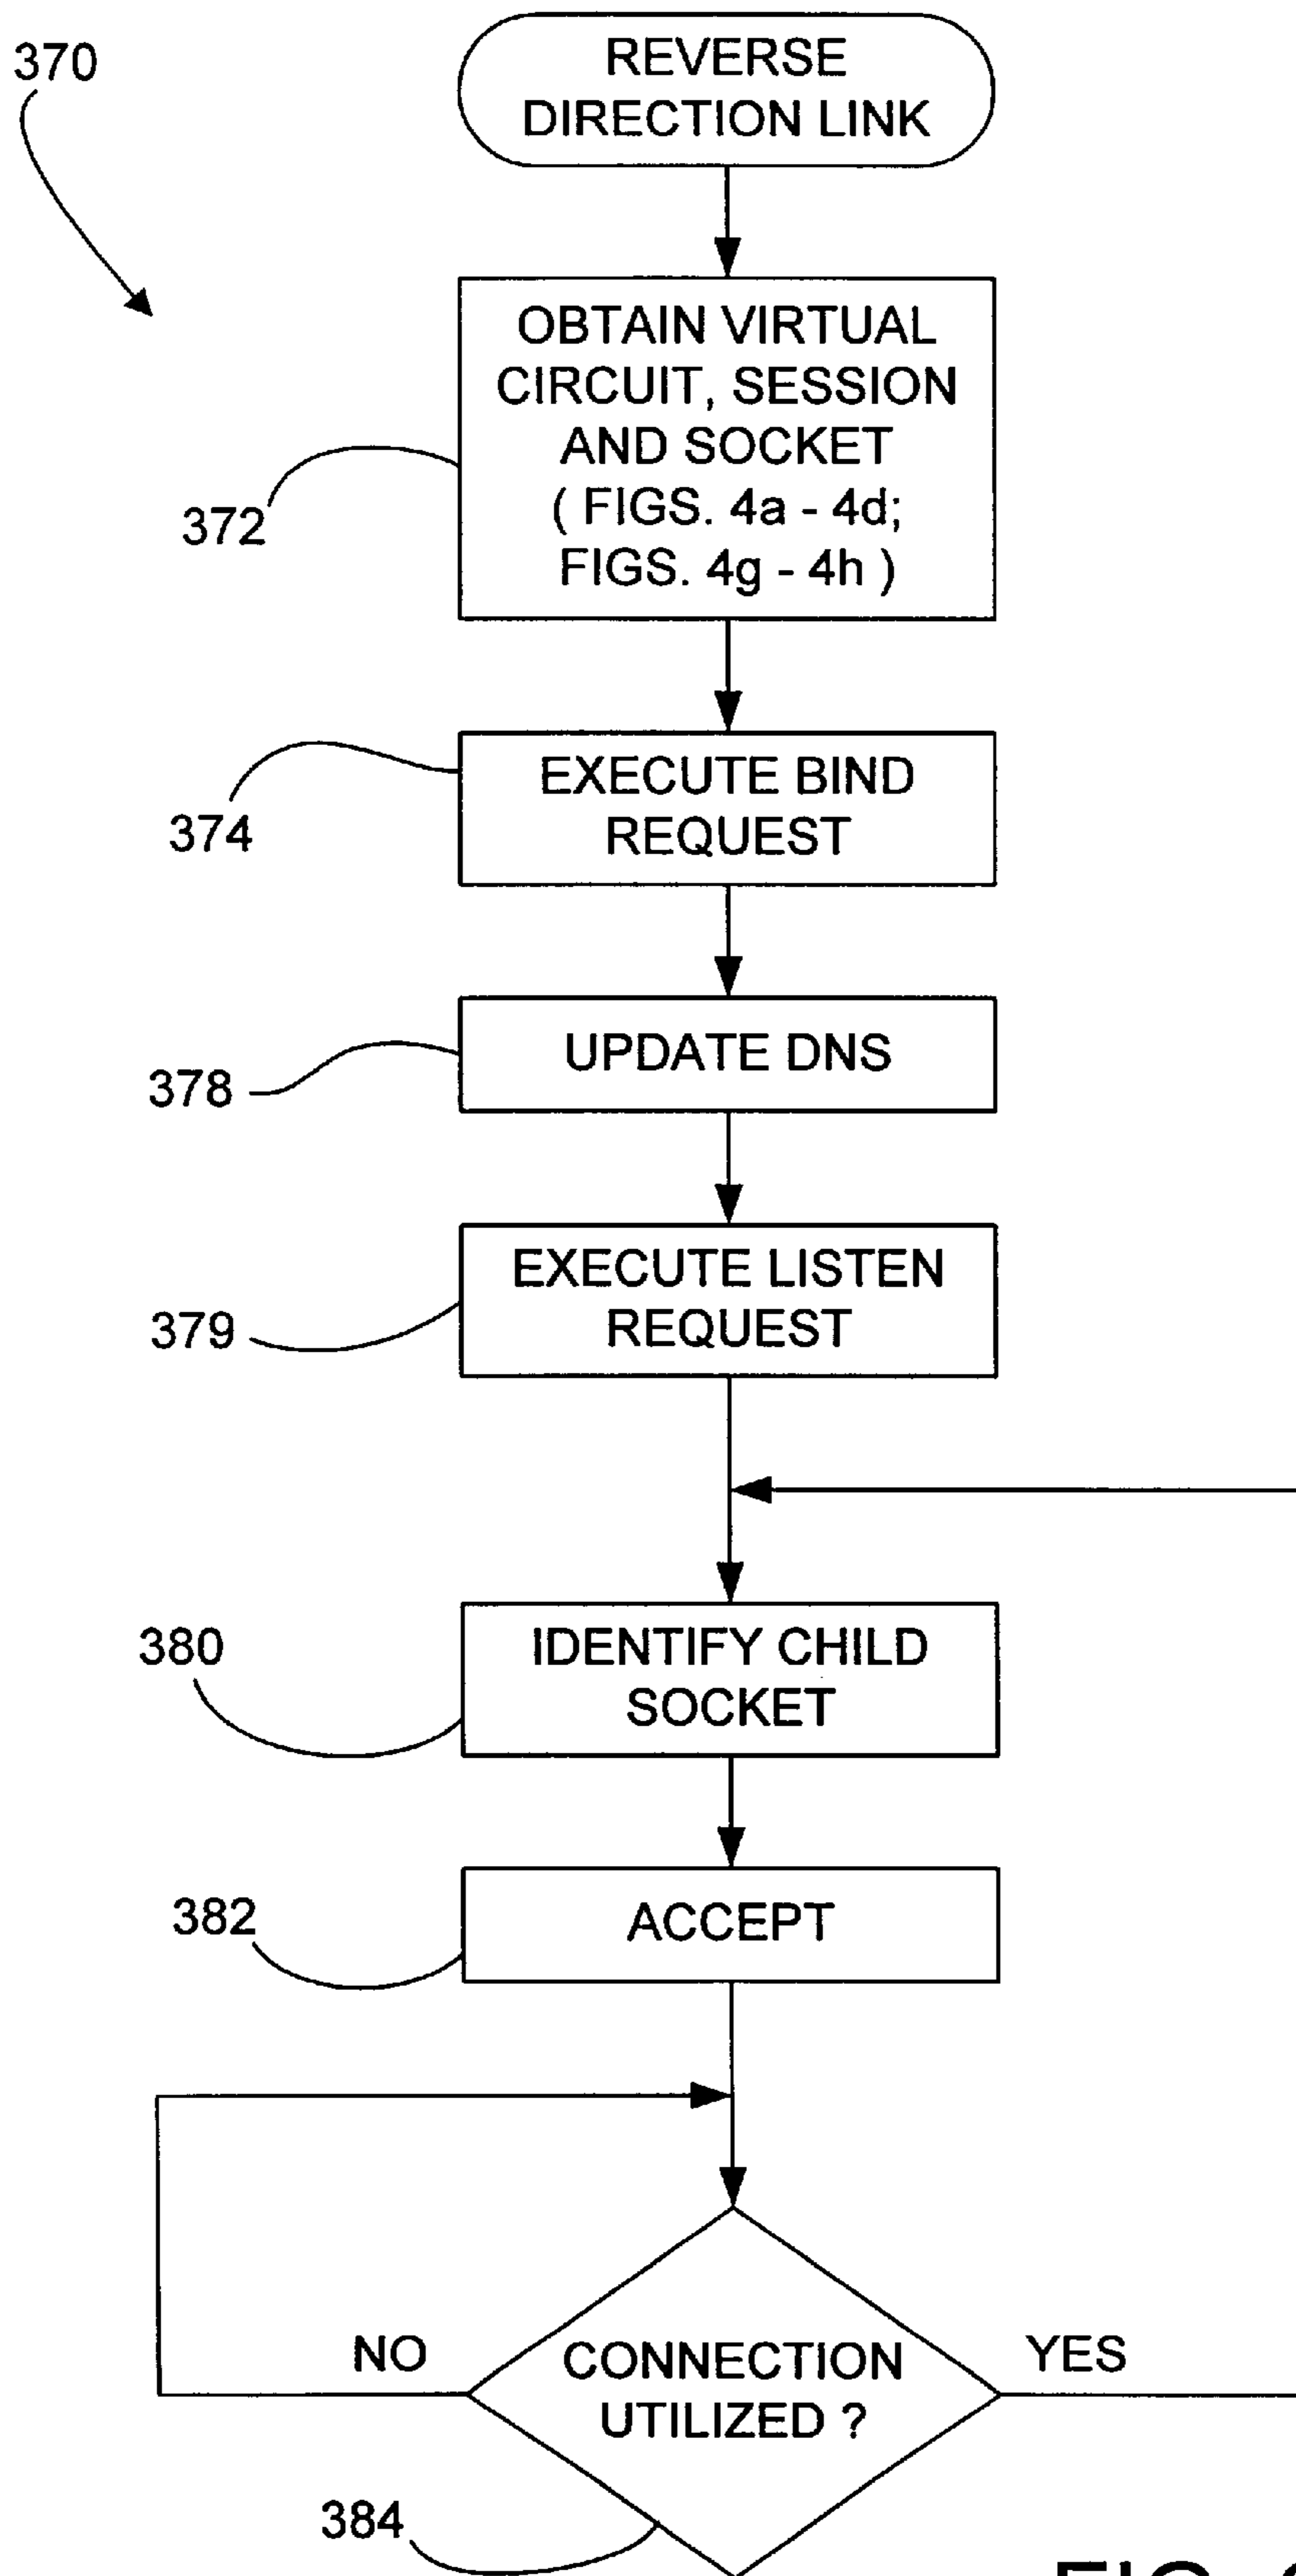 370
REVERSE
DIRECTION LINK
OBTAIN VIRTUAL
CIRCUIT, SESSION
AND SOCKET
( FIGS. 4a - 4d;
FIGS. 4g - 4h )
372
EXECUTE BIND
REQUEST
374
UPDATE DNS
378
EXECUTE LISTEN
REQUEST
379
IDENTIFY CHILD
SOCKET
380
ACCEPT
382
NO
CONNECTION
UTILIZED ?
YES
384